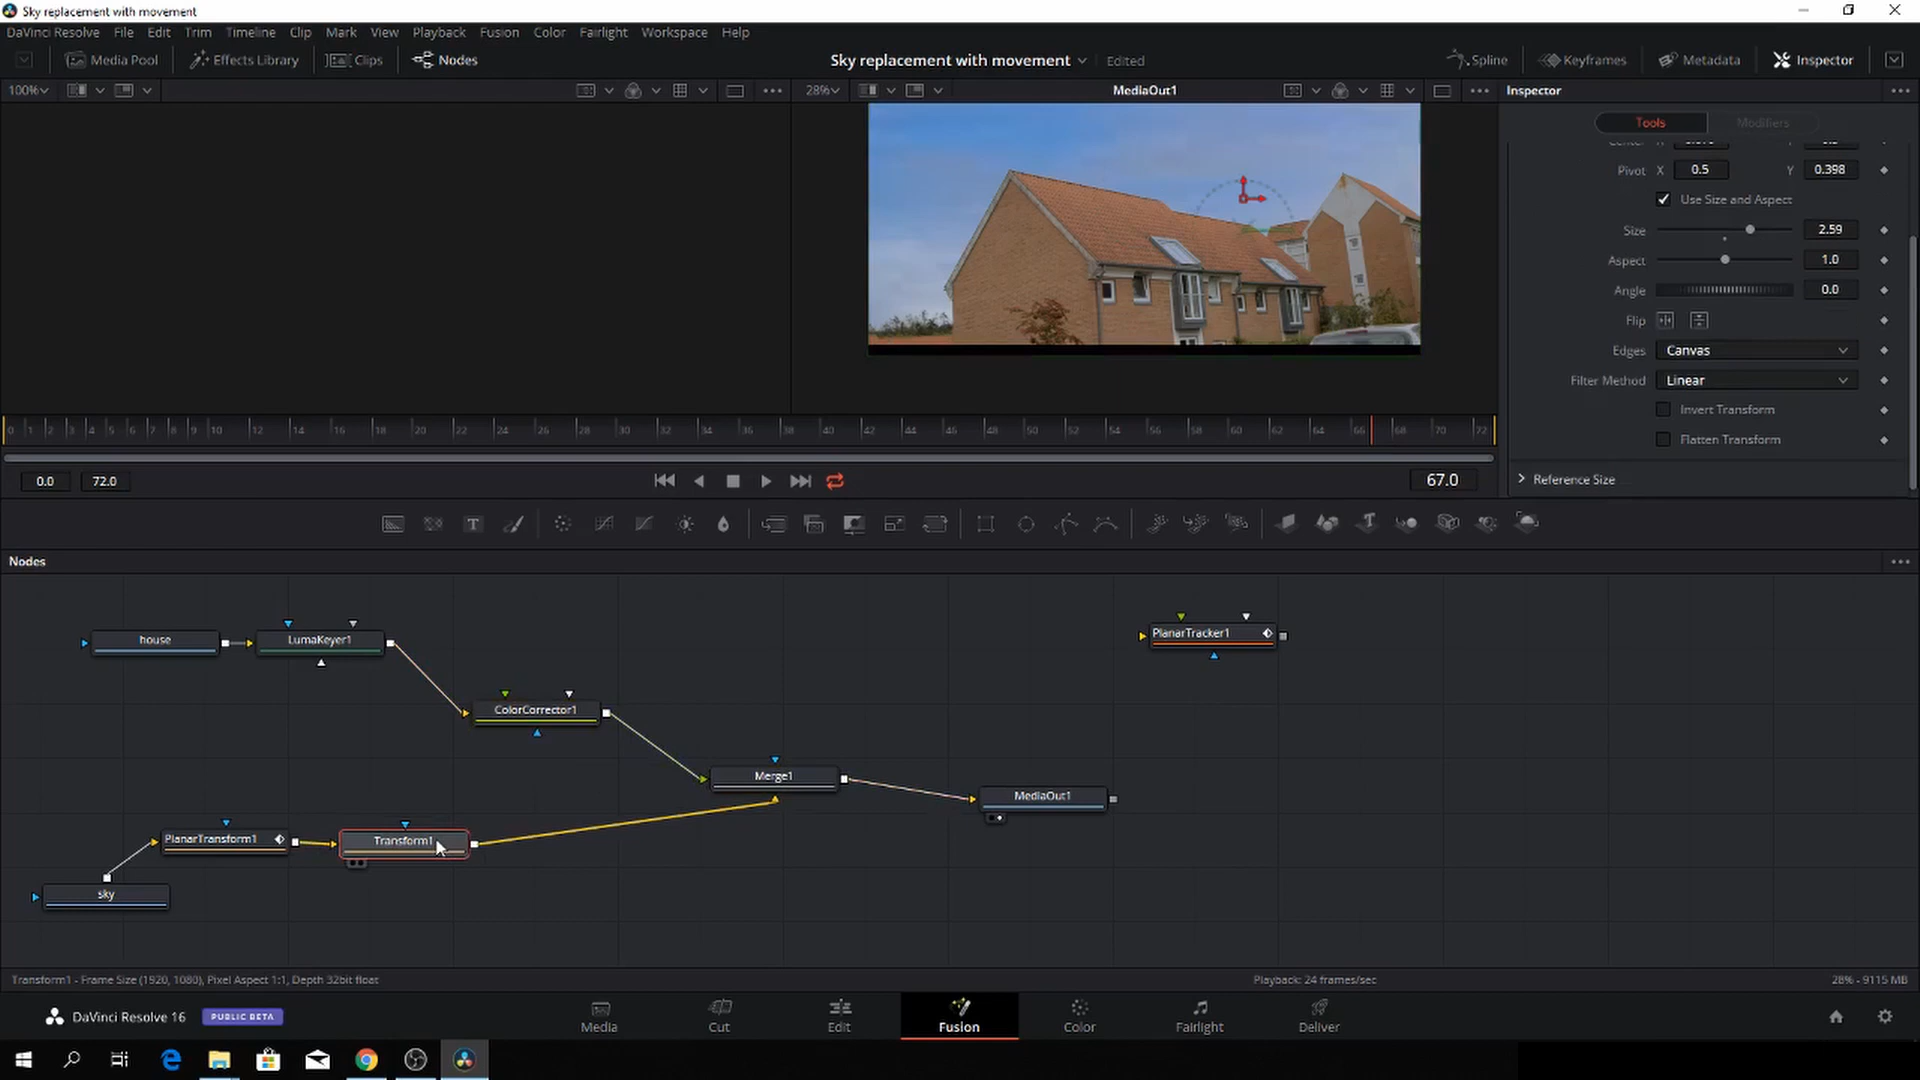 Sky replacement with movement
DaVinci Resolve File Edit Trim Timeline Clip Mark View Playback Fusion Color Fairlight Workspace Help
Media Pool Effects Library Clips Nodes Sky replacement with movement Edited Spline Keyframes Metadata Inspector
100% 28% MediaOut1 Inspector
Tools Modifiers
Pivot X 0.5 Y 0.398
Use Size and Aspect
Size 2.59
Aspect 1.0
Angle 0.0
Flip
Edges Canvas
Filter Method Linear
Invert Transform
Flatten Transform
0 1 2 3 4 5 6 7 8 9 10 12 14 16 18 20 22 24 26 28 30 32 34 36 38 40 42 44 46 48 50 52 54 56 58 60 62 64 66 68 70 72
0.0 72.0 67.0 Reference Size
Nodes
house LumaKeyer1 PlanarTracker1
ColorCorrector1
Merge1
MediaOut1
PlanarTransform1 Transform1
sky
Transform1 - Frame Size (1920, 1080), Pixel Aspect 1:1, Depth 32bit float Playback: 24 frames/sec 28% - 9115 MB
DaVinci Resolve 16 PUBLIC BETA Media Cut Edit Fusion Color Fairlight Deliver